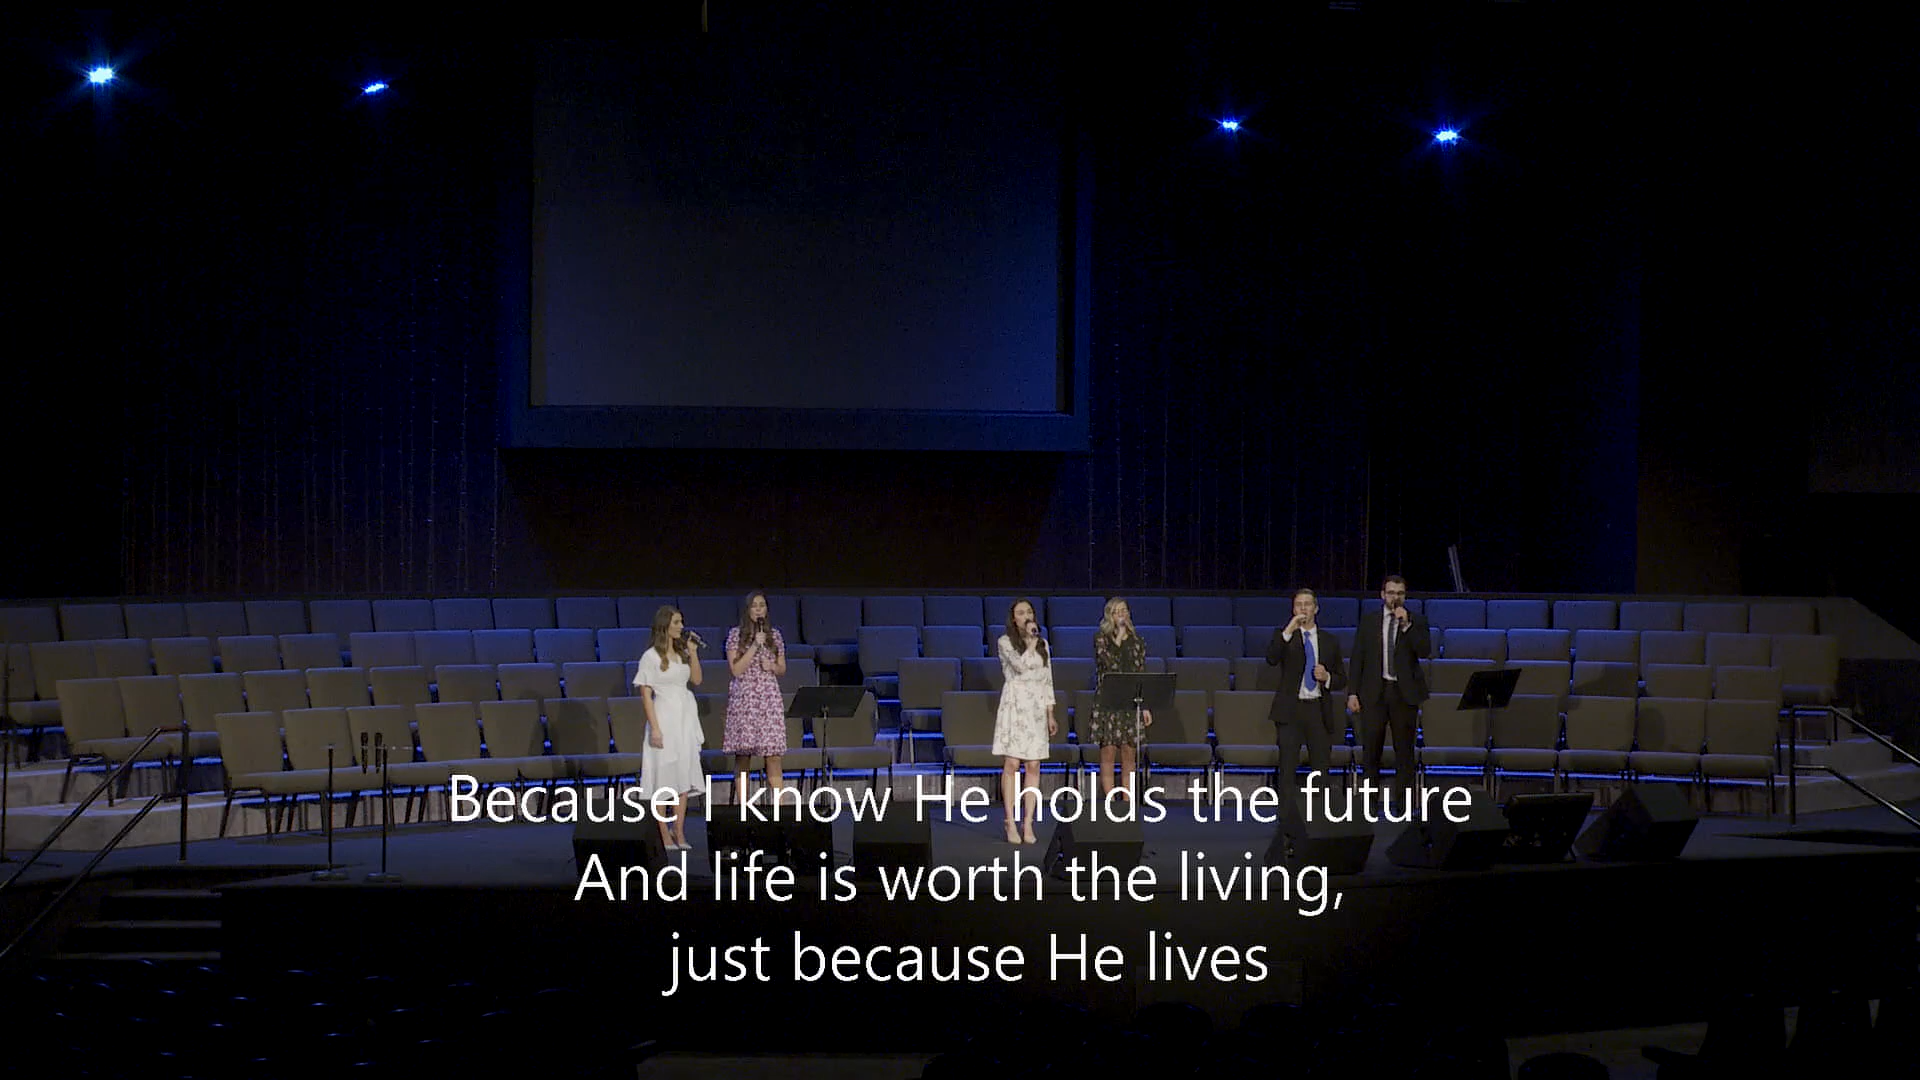 Because I know He holds the future
And life is worth the living,
just because He lives